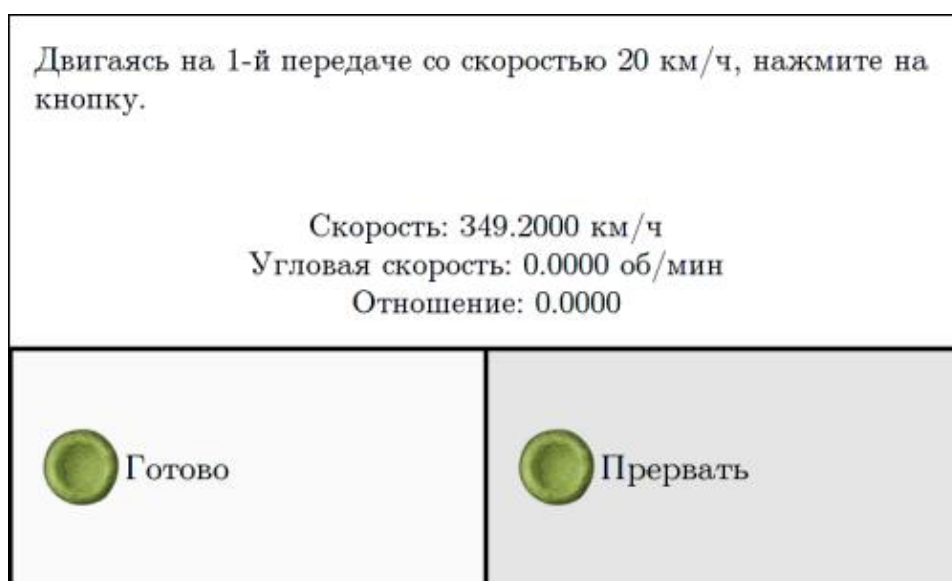 Двигаясь на 1-й передаче со скоростью 20 км/ч, нажмите на
кнопку.
Скорость: 349.2000 км/ч
Угловая скорость: 0.0000 об/мин
Отношение: 0.0000
Готово
Прервать